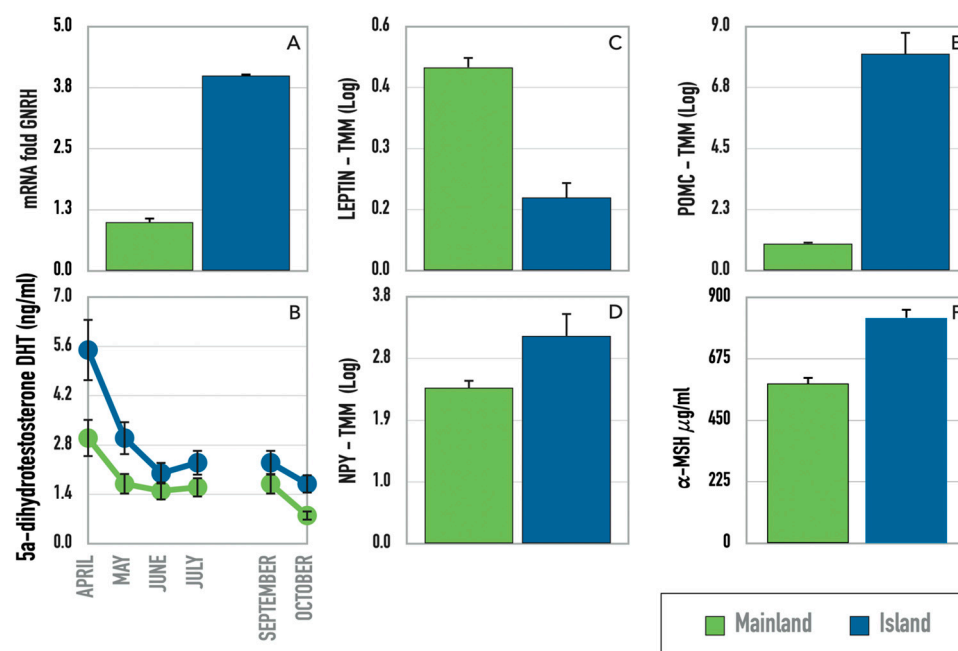 A
mRNA fold GNRH
5.0
3.8
2.5
1.3
0.0
C
LEPTIN - TMM (Log)
0.6
0.4
0.3
0.2
0.0
E
POMC - TMM (Log)
9.0
6.8
4.5
2.3
0.0
B
5a-dihydrotestosterone DHT (ng/ml)
7.0
5.6
4.2
2.8
1.4
0.0
APRIL
MAY
JUNE
JULY
SEPTEMBER
OCTOBER
D
NPY - TMM (Log)
3.8
2.8
1.9
1.0
0.0
F
α-MSH μg/ml
900
675
450
225
0
Mainland
Island